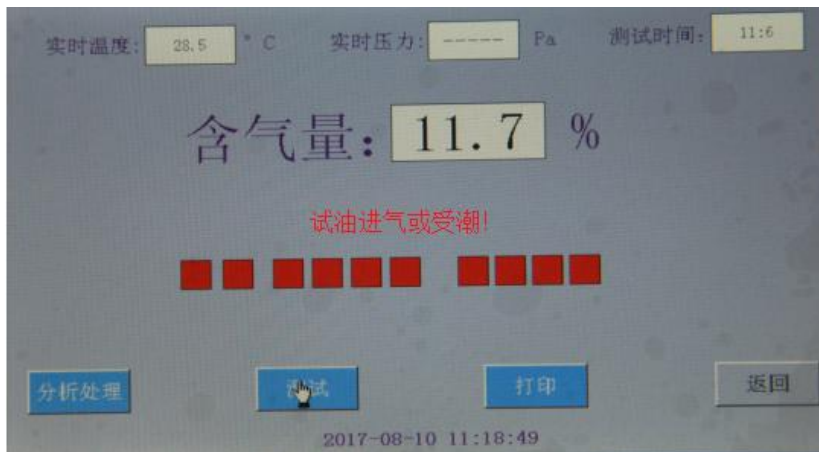 实时温度: 28.5 °C 实时压力: ----- Pa 测试时间: 11:6
含气量: 11.7 %
试油进气或受潮!
分析处理 测试 打印 返回
2017-08-10 11:18:49